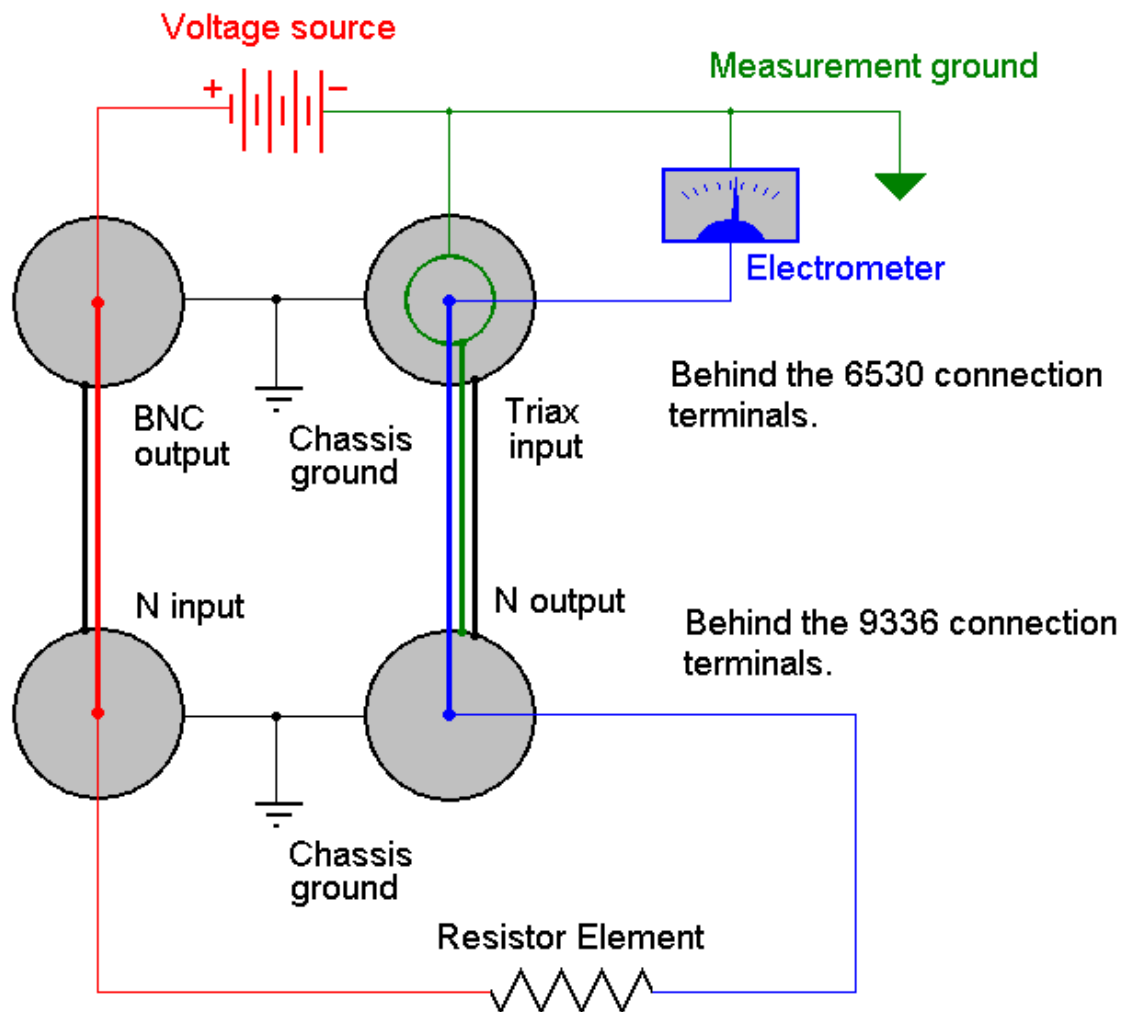 Voltage source
+ −
Measurement ground
Electrometer
Behind the 6530 connection
terminals.
BNC
output
Chassis
ground
Triax
input
N input
N output
Behind the 9336 connection
terminals.
Chassis
ground
Resistor Element